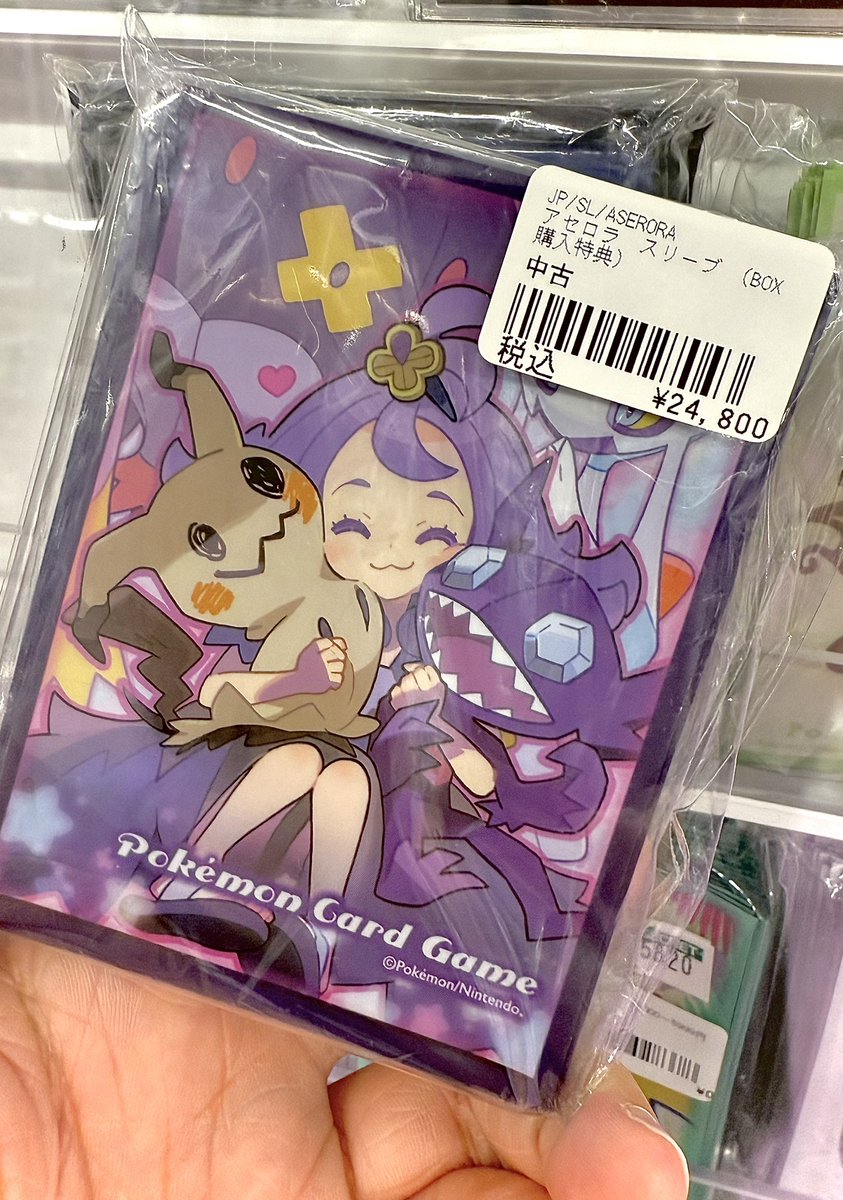 JP/SL/ASERORA
アセロラ スリーブ (BOX
購入特典)
中古
税込
¥24,800
Pokémon Card Game
©Pokémon/Nintendo.